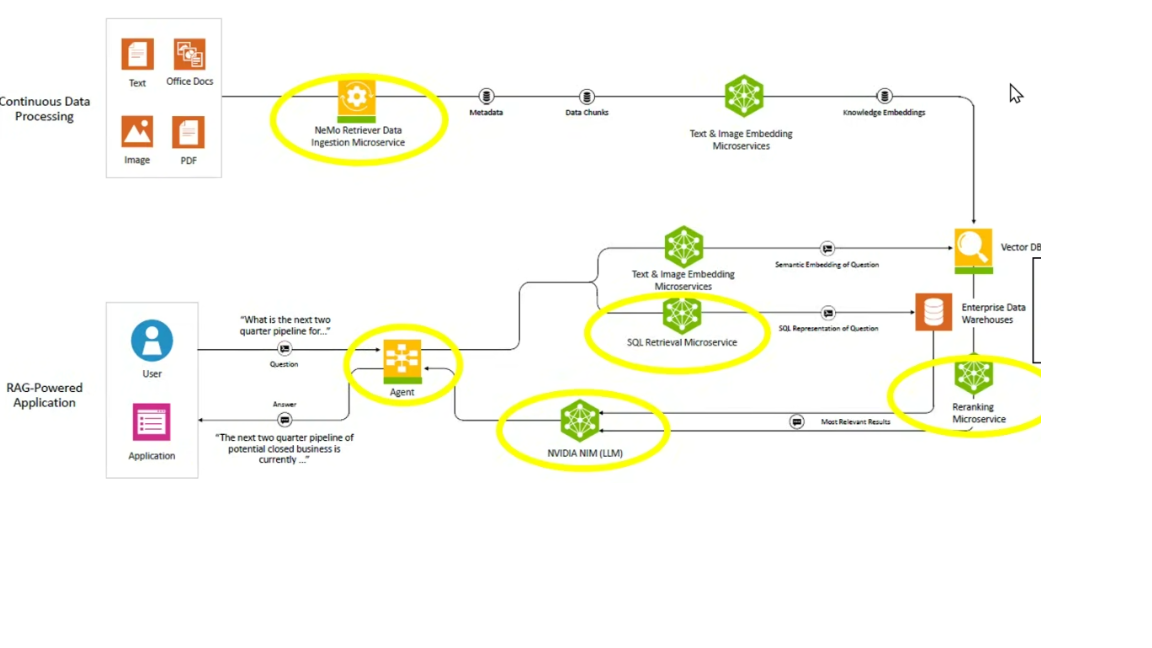 Continuous Data
Processing
Text
Office Docs
Image
PDF
NeMo Retriever Data
Ingestion Microservice
Metadata
Data Chunks
Text & Image Embedding
Microservices
Knowledge Embeddings
Vector DB
Text & Image Embedding
Microservices
Semantic Embedding of Question
SQL Retrieval Microservice
SQL Representation of Question
Enterprise Data
Warehouses
RAG-Powered
Application
User
Application
"What is the next two
quarter pipeline for..."
Question
Agent
Answer
"The next two quarter pipeline of
potential closed business is
currently ..."
NVIDIA NIM (LLM)
Most Relevant Results
Reranking
Microservice